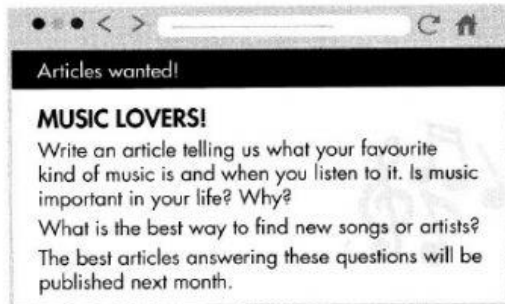 Articles wanted!
MUSIC LOVERS!
Write an article telling us what your favourite
kind of music is and when you listen to it. Is music
important in your life? Why?
What is the best way to find new songs or artists?
The best articles answering these questions will be
published next month.